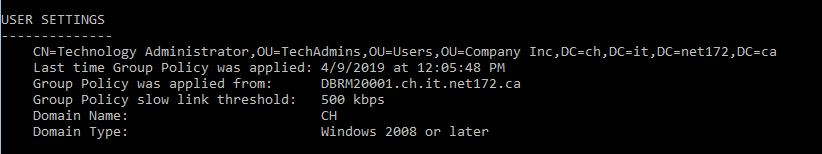 USER SETTINGS
--------------
CN=Technology Administrator,OU=TechAdmins,OU=Users,OU=Company Inc,DC=ch,DC=it,DC=net172,DC=ca
Last time Group Policy was applied: 4/9/2019 at 12:05:48 PM
Group Policy was applied from: DBRM20001.ch.it.net172.ca
Group Policy slow link threshold: 500 kbps
Domain Name: CH
Domain Type: Windows 2008 or later